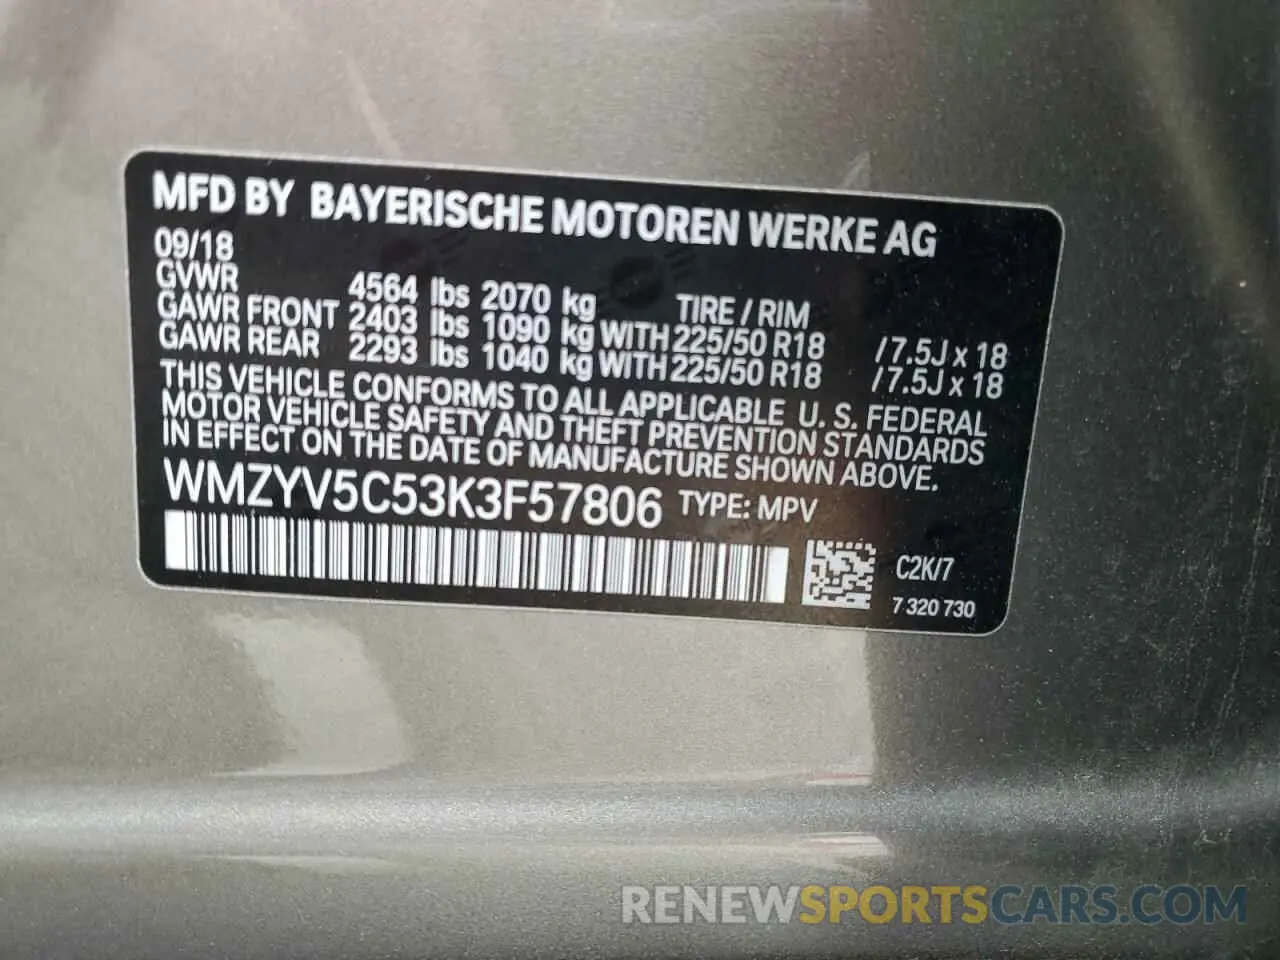 MFD BY BAYERISCHE MOTOREN WERKE AG
09/18
GVWR 4564 lbs 2070 kg TIRE / RIM
GAWR FRONT 2403 lbs 1090 kg WITH 225/50 R18 /7.5J x 18
GAWR REAR 2293 lbs 1040 kg WITH 225/50 R18 /7.5J x 18
THIS VEHICLE CONFORMS TO ALL APPLICABLE U. S. FEDERAL
MOTOR VEHICLE SAFETY AND THEFT PREVENTION STANDARDS
IN EFFECT ON THE DATE OF MANUFACTURE SHOWN ABOVE.
WMZYV5C53K3F57806 TYPE: MPV
C2K/7
7 320 730
RENEWSPORTSCARS.COM